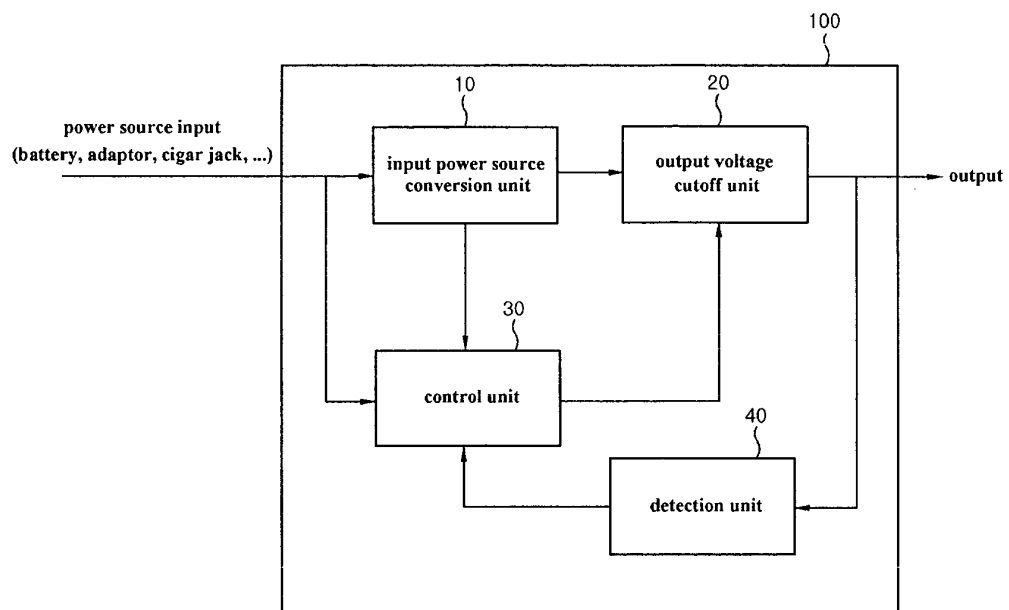 100
10
20
power source input
(battery, adaptor, cigar jack, ...)
input power source
conversion unit
output voltage
cutoff unit
output
30
control unit
40
detection unit